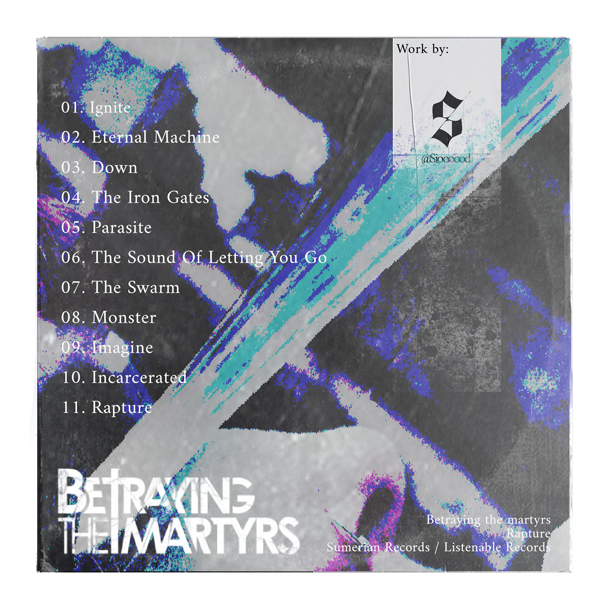 Work by:
@Sjooood
01. Ignite
02. Eternal Machine
03. Down
04. The Iron Gates
05. Parasite
06. The Sound Of Letting You Go
07. The Swarm
08. Monster
09. Imagine
10. Incarcerated
11. Rapture
BETRAYING
THE MARTYRS
Betraying the martyrs
Rapture
Sumerian Records / Listenable Records